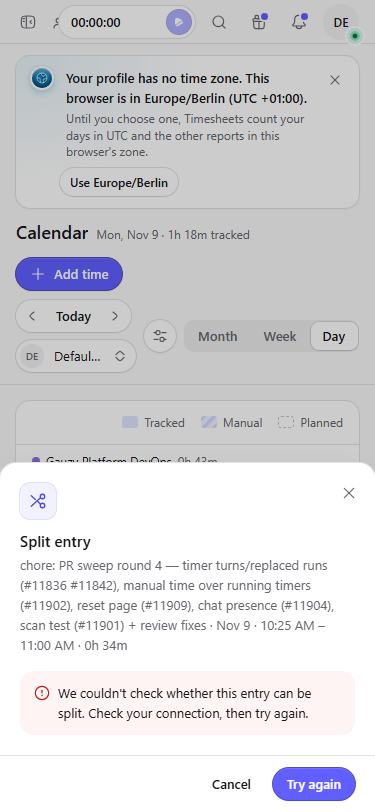 00:00:00
DE
Your profile has no time zone. This
browser is in Europe/Berlin (UTC +01:00).
Until you choose one, Timesheets count your
days in UTC and the other reports in this
browser's zone.
Use Europe/Berlin
Calendar Mon, Nov 9 · 1h 18m tracked
Add time
Today
DE Defaul...
Month Week Day
Tracked Manual Planned
Gauzy Platform DevOps 0h 43m
Split entry
chore: PR sweep round 4 — timer turns/replaced runs
(#11836 #11842), manual time over running timers
(#11902), reset page (#11909), chat presence (#11904),
scan test (#11901) + review fixes · Nov 9 · 10:25 AM –
11:00 AM · 0h 34m
We couldn't check whether this entry can be
split. Check your connection, then try again.
Cancel Try again